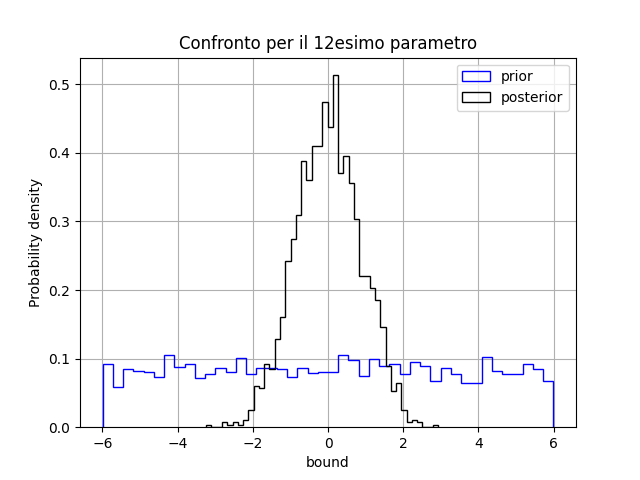 Confronto per il 12esimo parametro
prior
posterior
Probability density
0.5
0.4
0.3
0.2
0.1
0.0
−6
−4
−2
0
2
4
6
bound